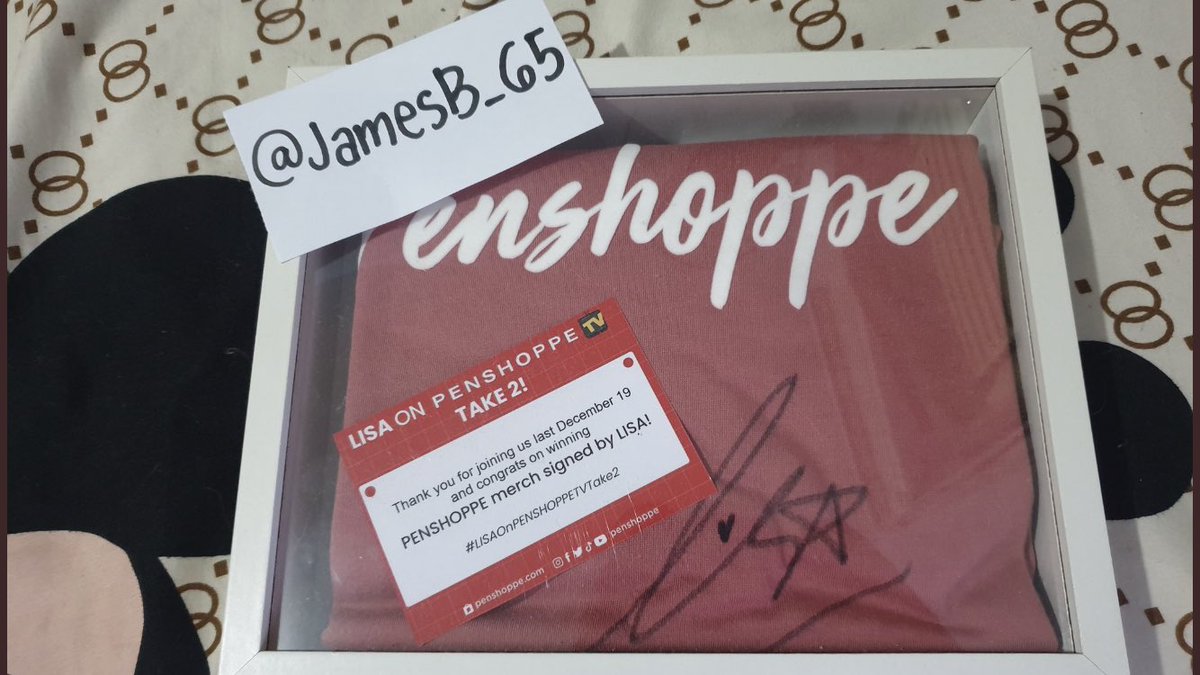 @JamesB_65
enshoppe
LISA ON PENSHOPPE TV
TAKE 2!
Thank you for joining us last December 19
and congrats on winning
PENSHOPPE merch signed by LISA!
#LISAOnPENSHOPPETVTake2
penshoppe.com penshoppe
LISA